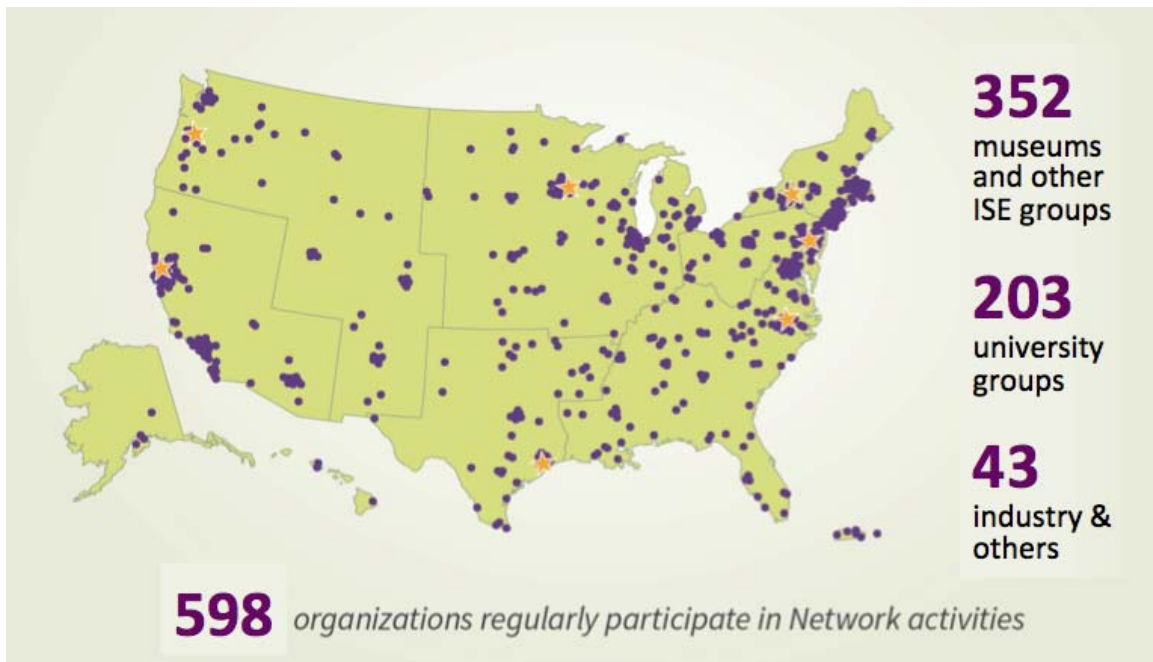 352
museums
and other
ISE groups
203
university
groups
43
industry &
others
598 organizations regularly participate in Network activities